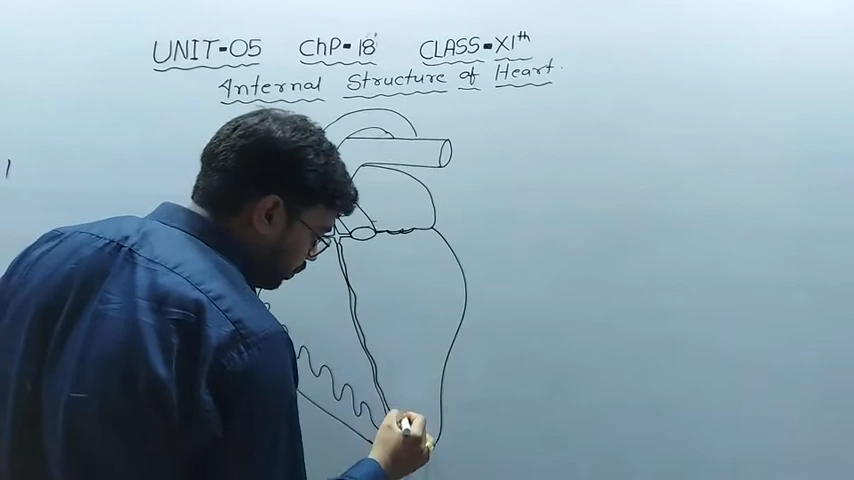 UNIT-05 ChP-18 CLASS-XIth
Internal Structure of Heart.